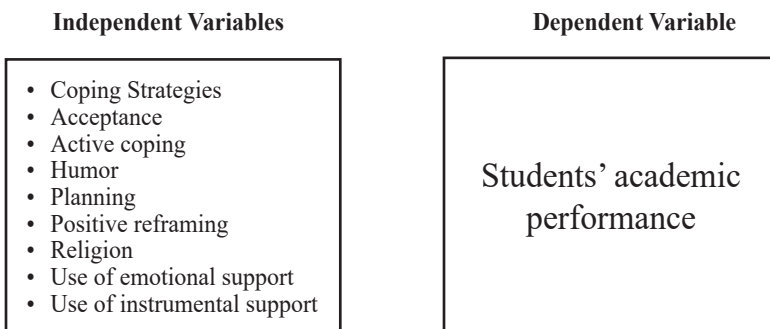 Independent Variables
• Coping Strategies
• Acceptance
• Active coping
• Humor
• Planning
• Positive reframing
• Religion
• Use of emotional support
• Use of instrumental support
Dependent Variable
Students’ academic
performance